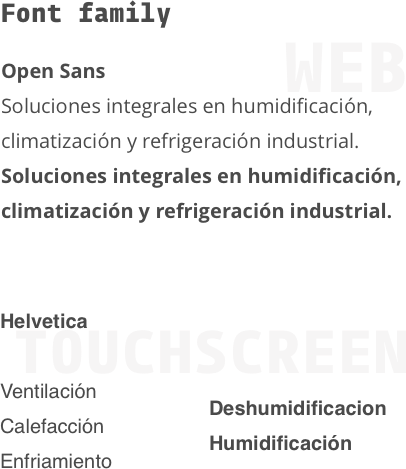 Font family
WEB
Open Sans
Soluciones integrales en humidificación,
climatización y refrigeración industrial.
Soluciones integrales en humidificación,
climatización y refrigeración industrial.
Helvetica
TOUCHSCREEN
Ventilación
Calefacción
Enfriamiento
Deshumidificacion
Humidificación